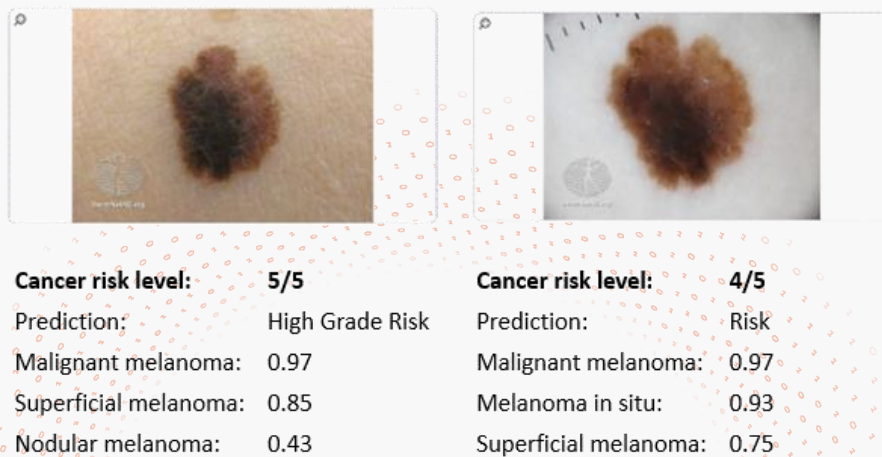 Cancer risk level: 5/5
Prediction: High Grade Risk
Malignant melanoma: 0.97
Superficial melanoma: 0.85
Nodular melanoma: 0.43
Cancer risk level: 4/5
Prediction: Risk
Malignant melanoma: 0.97
Melanoma in situ: 0.93
Superficial melanoma: 0.75